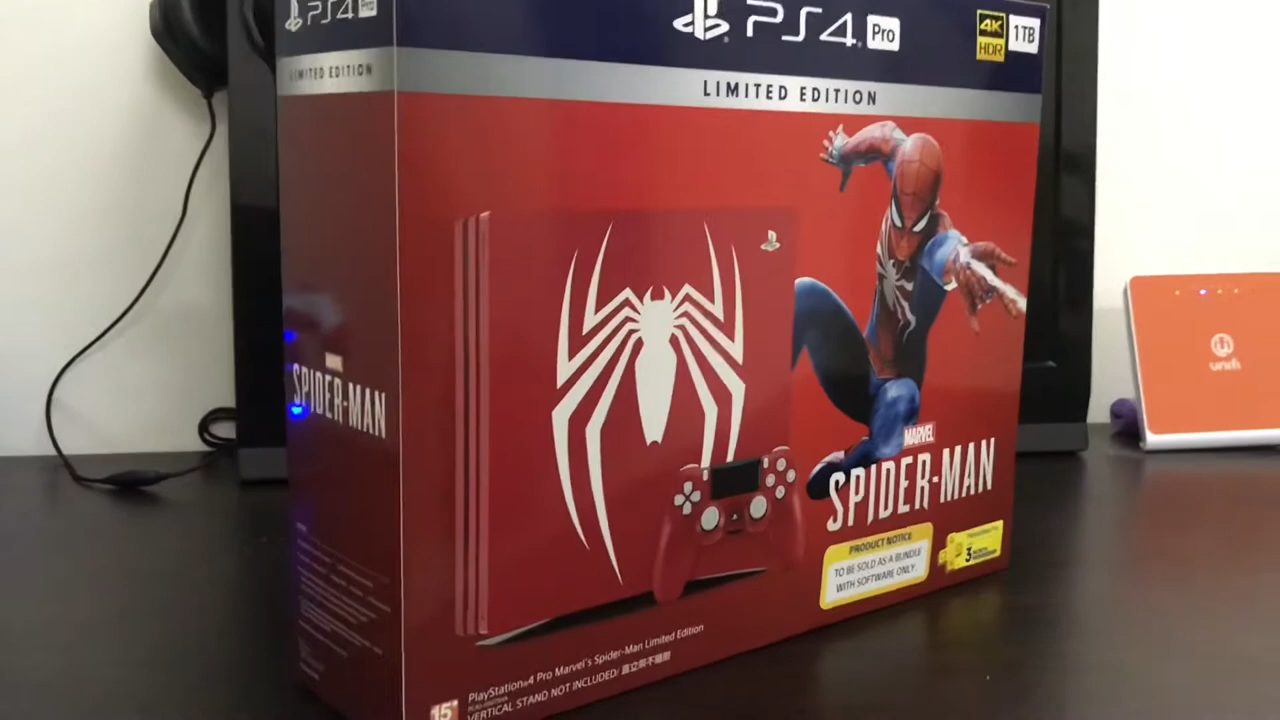 PS4 Pro
LIMITED EDITION
MARVEL
SPIDER-MAN
PS4 Pro
4K
HDR
1TB
LIMITED EDITION
MARVEL
SPIDER-MAN
PRODUCT NOTICE
TO BE SOLD AS A BUNDLE
WITH SOFTWARE ONLY.
3
PlayStation®4 Pro Marvel's Spider-Man Limited Edition
VERTICAL STAND NOT INCLUDED/ 直立架不隨附
15+
unifi